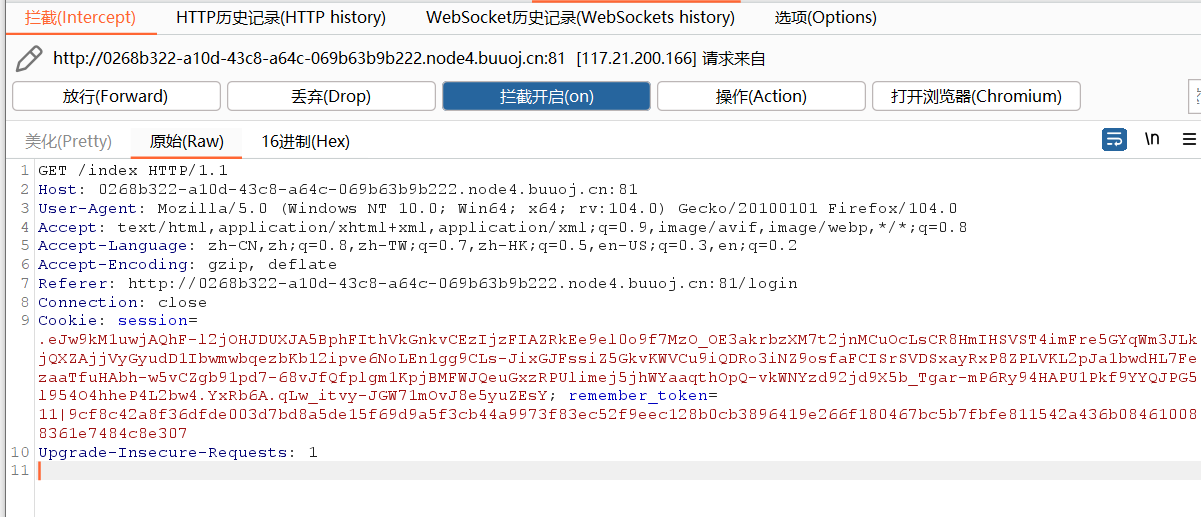 拦截(Intercept) HTTP历史记录(HTTP history) WebSocket历史记录(WebSockets history) 选项(Options)
http://0268b322-a10d-43c8-a64c-069b63b9b222.node4.buuoj.cn:81 [117.21.200.166] 请求来自
放行(Forward) 丢弃(Drop) 拦截开启(on) 操作(Action) 打开浏览器(Chromium)
美化(Pretty) 原始(Raw) 16进制(Hex) \n
1 GET /index HTTP/1.1
2 Host: 0268b322-a10d-43c8-a64c-069b63b9b222.node4.buuoj.cn:81
3 User-Agent: Mozilla/5.0 (Windows NT 10.0; Win64; x64; rv:104.0) Gecko/20100101 Firefox/104.0
4 Accept: text/html,application/xhtml+xml,application/xml;q=0.9,image/avif,image/webp,*/*;q=0.8
5 Accept-Language: zh-CN,zh;q=0.8,zh-TW;q=0.7,zh-HK;q=0.5,en-US;q=0.3,en;q=0.2
6 Accept-Encoding: gzip, deflate
7 Referer: http://0268b322-a10d-43c8-a64c-069b63b9b222.node4.buuoj.cn:81/login
8 Connection: close
9 Cookie: session=
.eJw9kM1uwjAQhF-l2jOHJDUXJA5BphFIthVkGnkvCEzIjzFIAZRkEe9el0o9f7MzO_OE3akrbzXM7t2jnMCuOcLsCR8HmIHSVST4imFre5GYqWm3JLk
jQXZAjjVyGyudD1IbwmwbqezbKb12ipve6NoLEn1gg9CLs-JixGJFssiZ5GkvKWVCu9iQDRo3iNZ9osfaFCISrSVDSxayRxP8ZPLVKL2pJa1bwdHL7Fe
zaaTfuHAbh-w5vCZgb91pd7-68vJfQfplgm1KpjBMFWJQeuGxzRPUlimej5jhWYaaqthOpQ-vkWNYzd92jd9X5b_Tgar-mP6Ry94HAPU1Pkf9YYQJPG5
l954O4hheP4L2bw4.YxRb6A.qLw_itvy-JGW71mOvJ8e5yuZEsY; remember_token=
11|9cf8c42a8f36dfde003d7bd8a5de15f69d9a5f3cb44a9973f83ec52f9eec128b0cb3896419e266f180467bc5b7fbfe811542a436b08461008
8361e7484c8e307
10 Upgrade-Insecure-Requests: 1
11